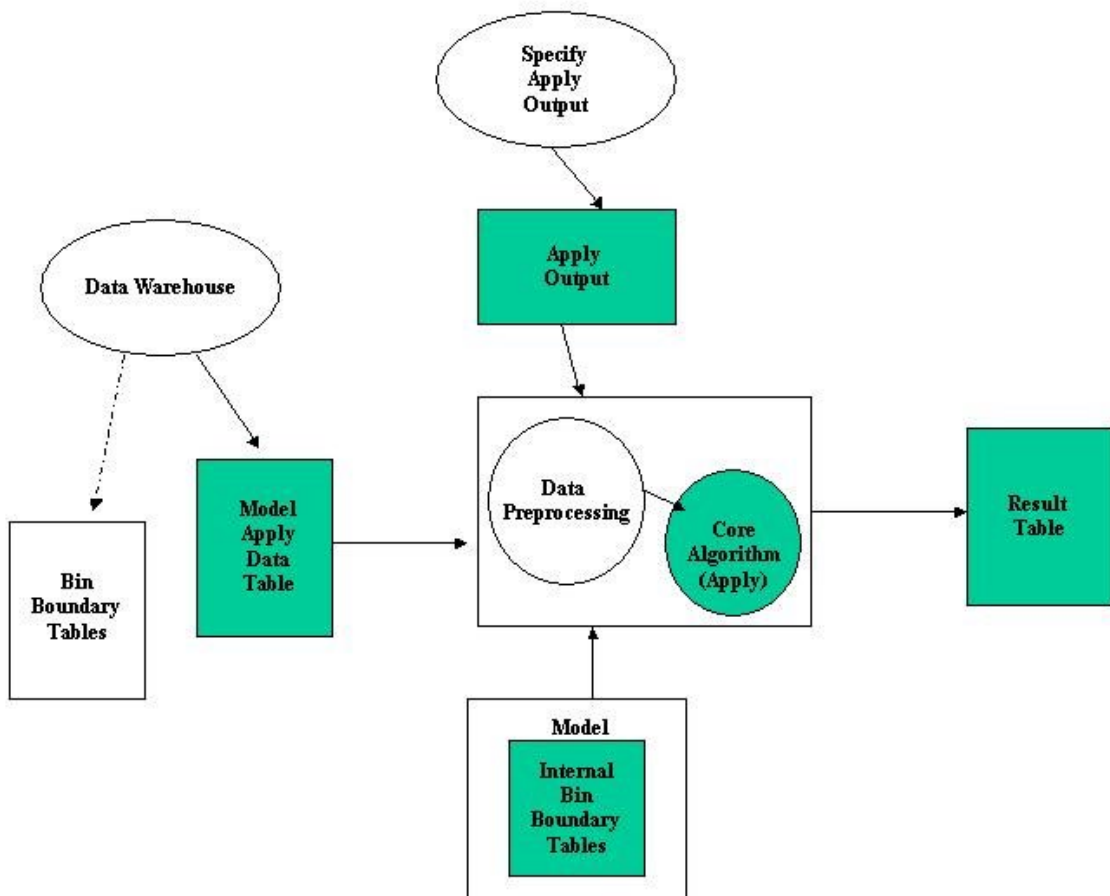 Specify
Apply
Output
Apply
Output
Data Warehouse
Bin
Boundary
Tables
Model
Apply
Data
Table
Data
Preprocessing
Core
Algorithm
(Apply)
Result
Table
Model
Internal
Bin
Boundary
Tables